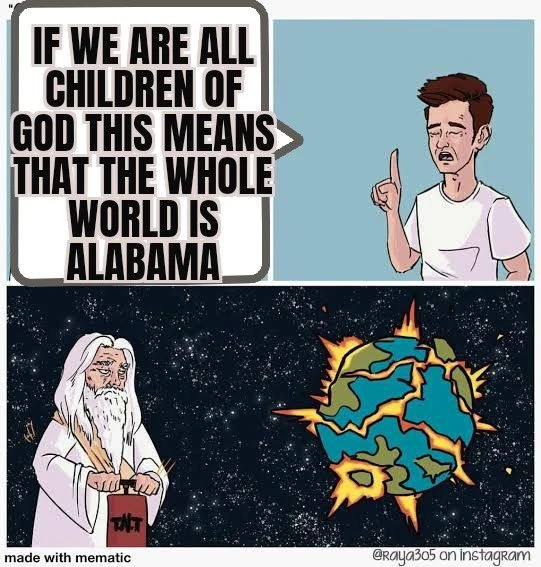 IF WE ARE ALL
CHILDREN OF
GOD THIS MEANS
THAT THE WHOLE
WORLD IS
ALABAMA
T.N.T
made with mematic
@raya305 on instagram